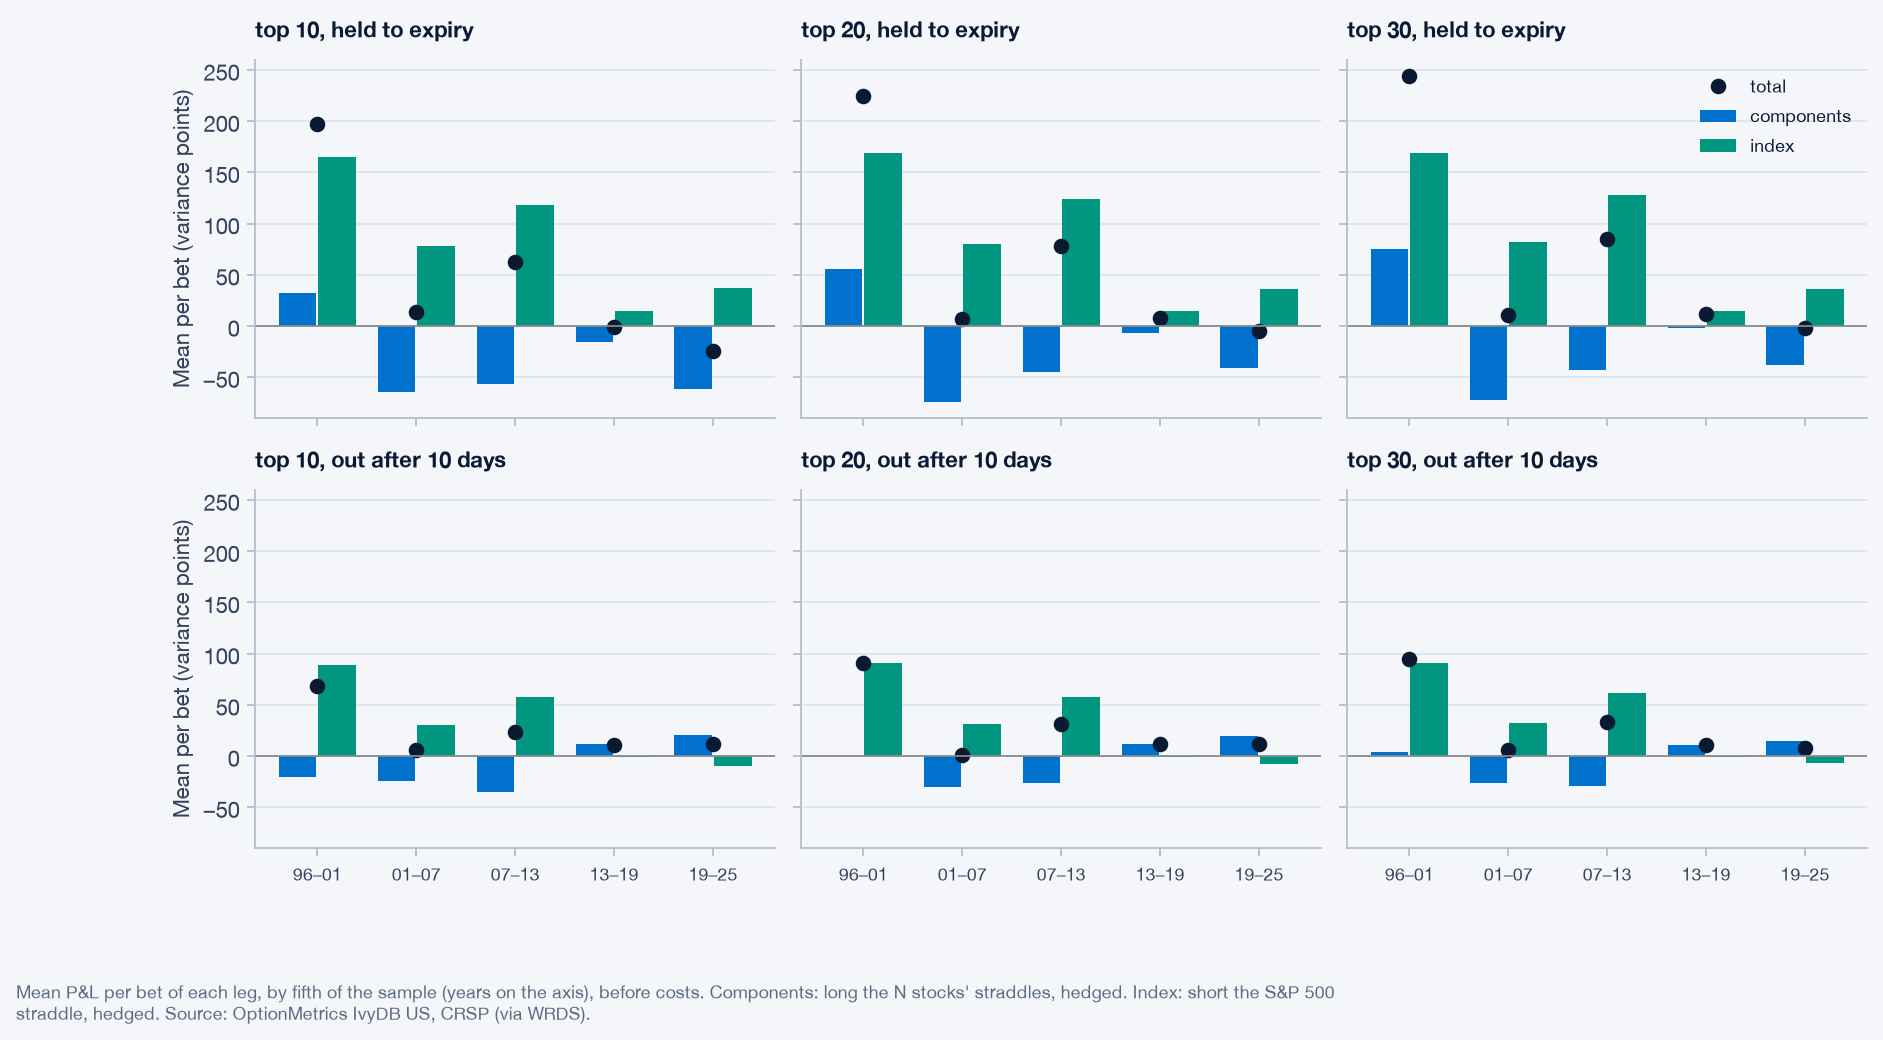 top 10, held to expiry
top 20, held to expiry
top 30, held to expiry
Mean per bet (variance points)
250
200
150
100
50
0
−50
total
components
index
top 10, out after 10 days
top 20, out after 10 days
top 30, out after 10 days
Mean per bet (variance points)
250
200
150
100
50
0
−50
96–01 01–07 07–13 13–19 19–25
96–01 01–07 07–13 13–19 19–25
96–01 01–07 07–13 13–19 19–25
Mean P&L per bet of each leg, by fifth of the sample (years on the axis), before costs. Components: long the N stocks' straddles, hedged. Index: short the S&P 500
straddle, hedged. Source: OptionMetrics IvyDB US, CRSP (via WRDS).